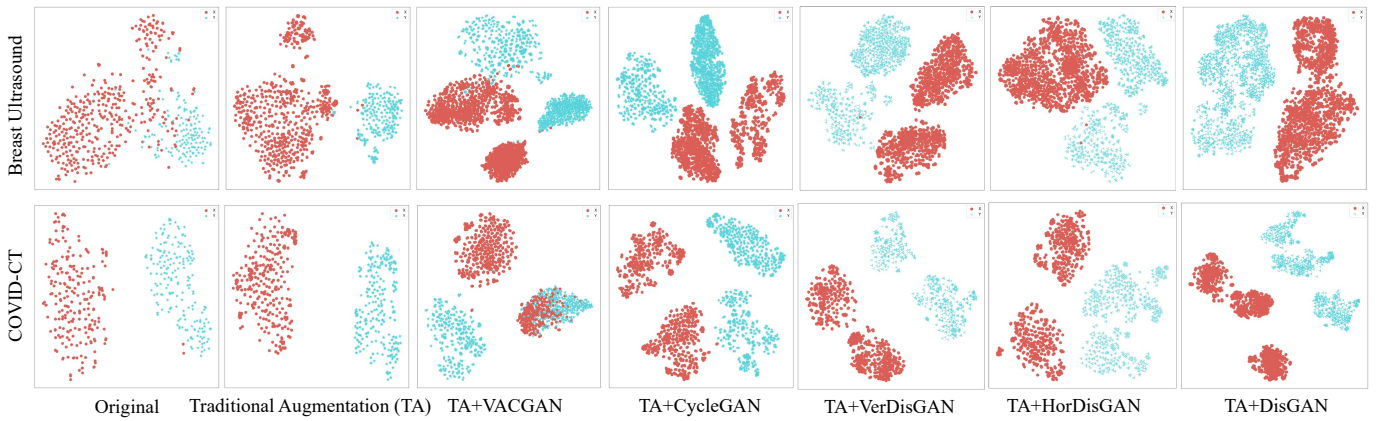 Breast Ultrasound
X
Y
X
Y
X
Y
X
Y
X
Y
X
Y
X
Y
COVID-CT
X
Y
X
Y
X
Y
X
Y
X
Y
X
Y
X
Y
Original
Traditional Augmentation (TA)
TA+VACGAN
TA+CycleGAN
TA+VerDisGAN
TA+HorDisGAN
TA+DisGAN